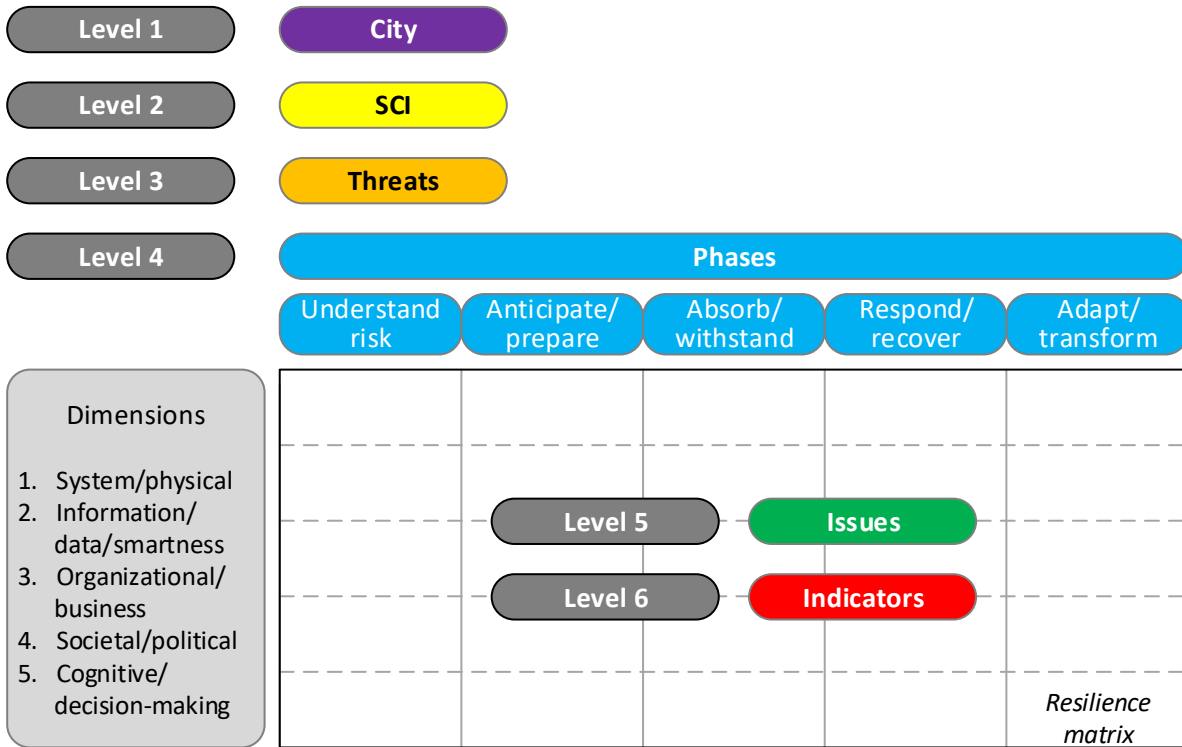 Level 1
City
Level 2
SCI
Level 3
Threats
Level 4
Phases
Understand
risk
Anticipate/
prepare
Absorb/
withstand
Respond/
recover
Adapt/
transform
Dimensions
1. System/physical
2. Information/
data/smartness
3. Organizational/
business
4. Societal/political
5. Cognitive/
decision-making
Level 5
Issues
Level 6
Indicators
Resilience
matrix